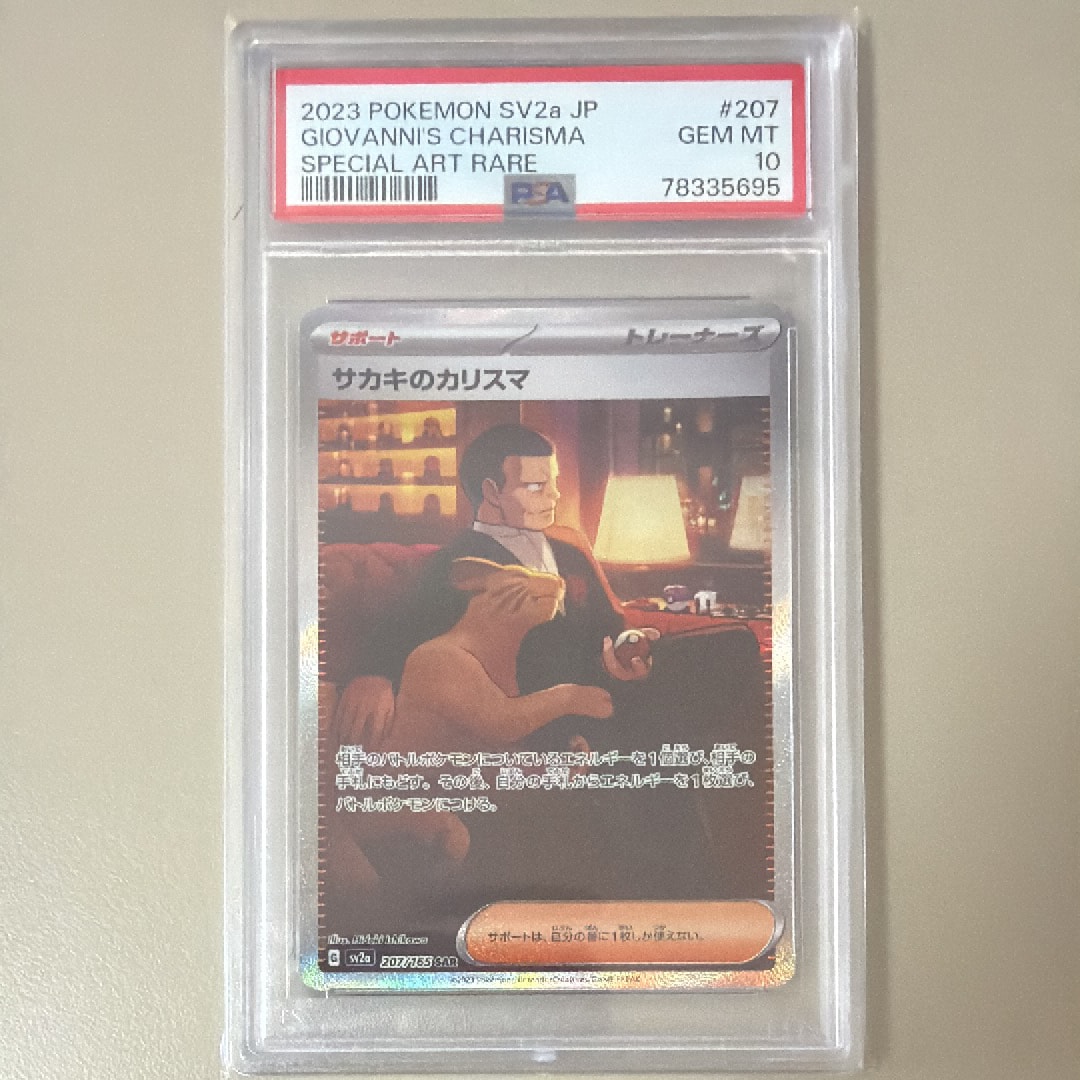 2023 POKEMON SV2a JP #207
GIOVANNI'S CHARISMA GEM MT
SPECIAL ART RARE 10
PSA 78335695
サポート トレーナーズ
サカキのカリスマ
相手のバトルポケモンについているエネルギーを1個選び、相手の
手札にもどす。その後、自分の手札からエネルギーを1枚選び、
バトルポケモンにつける。
サポートは、自分の番に1枚しか使えない。
Illus. Hideki Ishikawa
G sv2a 207/165 SAR